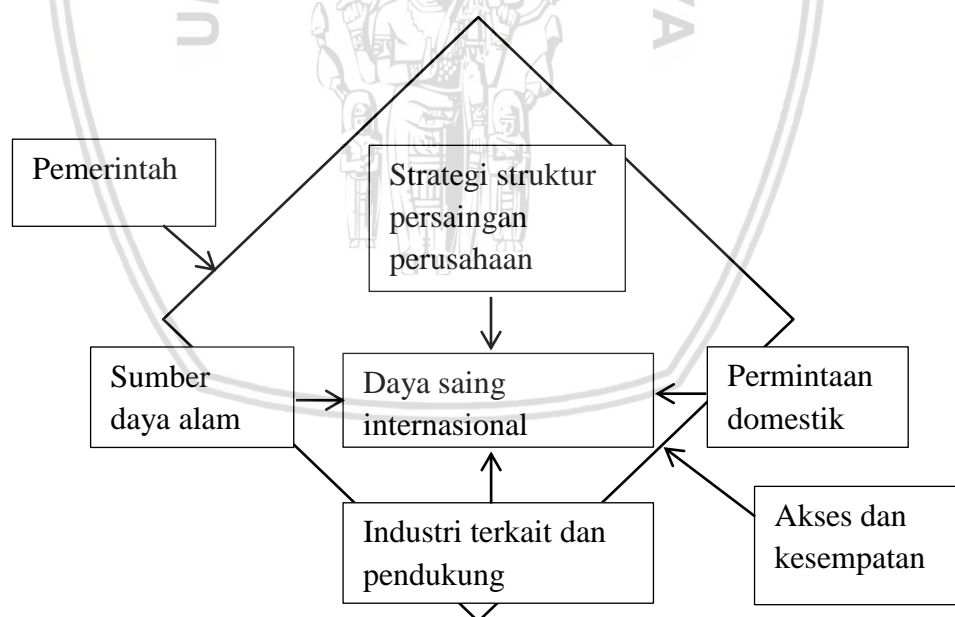 Pemerintah
Strategi struktur
persaingan
perusahaan
Sumber
daya alam
Daya saing
internasional
Permintaan
domestik
Industri terkait dan
pendukung
Akses dan
kesempatan